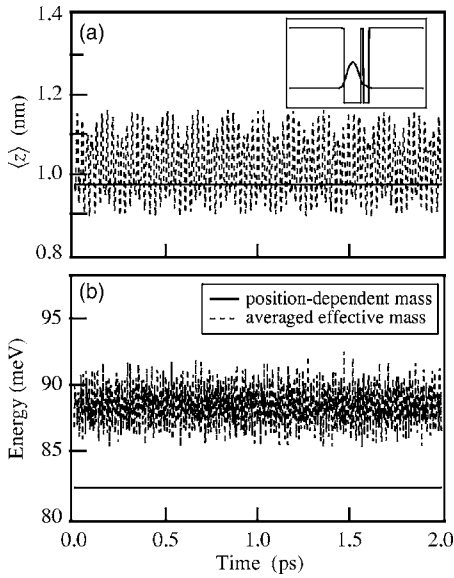 1.4
(a)
1.2
⟨z⟩ (nm)
1.0
0.8
(b)
position-dependent mass
averaged effective mass
95
90
Energy (meV)
85
80
0.0 0.5 1.0 1.5 2.0
Time (ps)